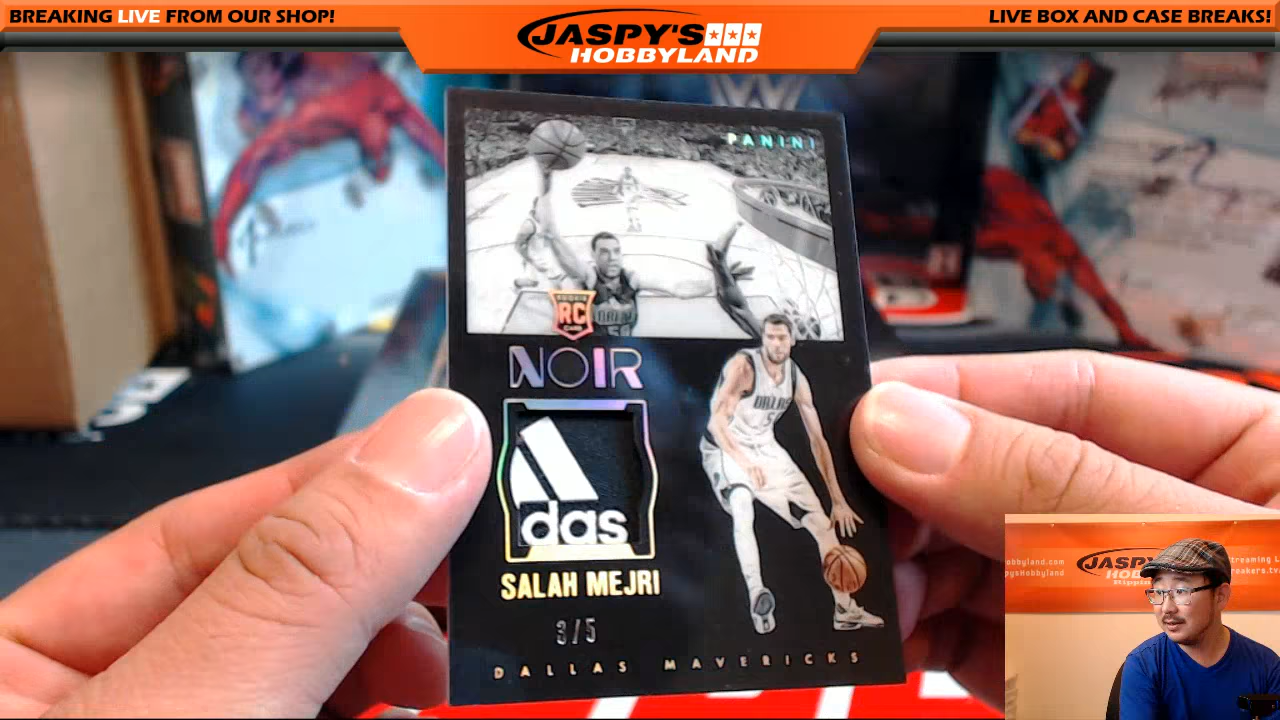 BREAKING LIVE FROM OUR SHOP!
JASPY'S
HOBBYLAND
LIVE BOX AND CASE BREAKS!
PANINI
RC
NOIR
DALLAS
das
SALAH MEJRI
3/5
DALLAS MAVERICKS
JASPY'S